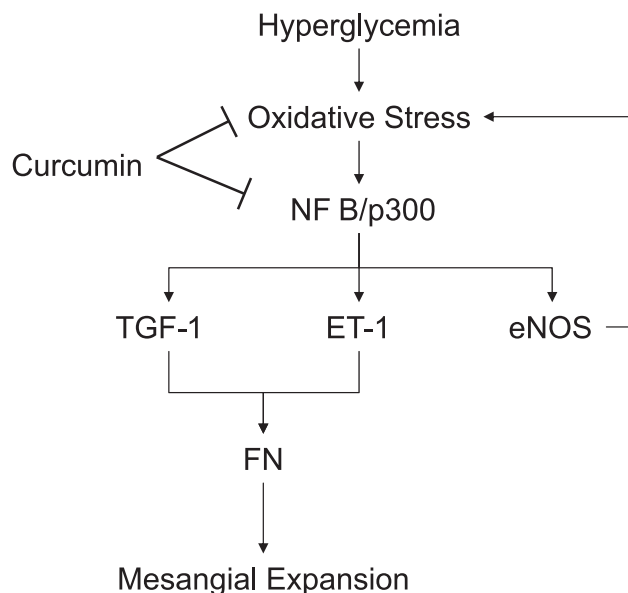 Hyperglycemia
Oxidative Stress
Curcumin
NF B/p300
TGF-1
ET-1
eNOS
FN
Mesangial Expansion